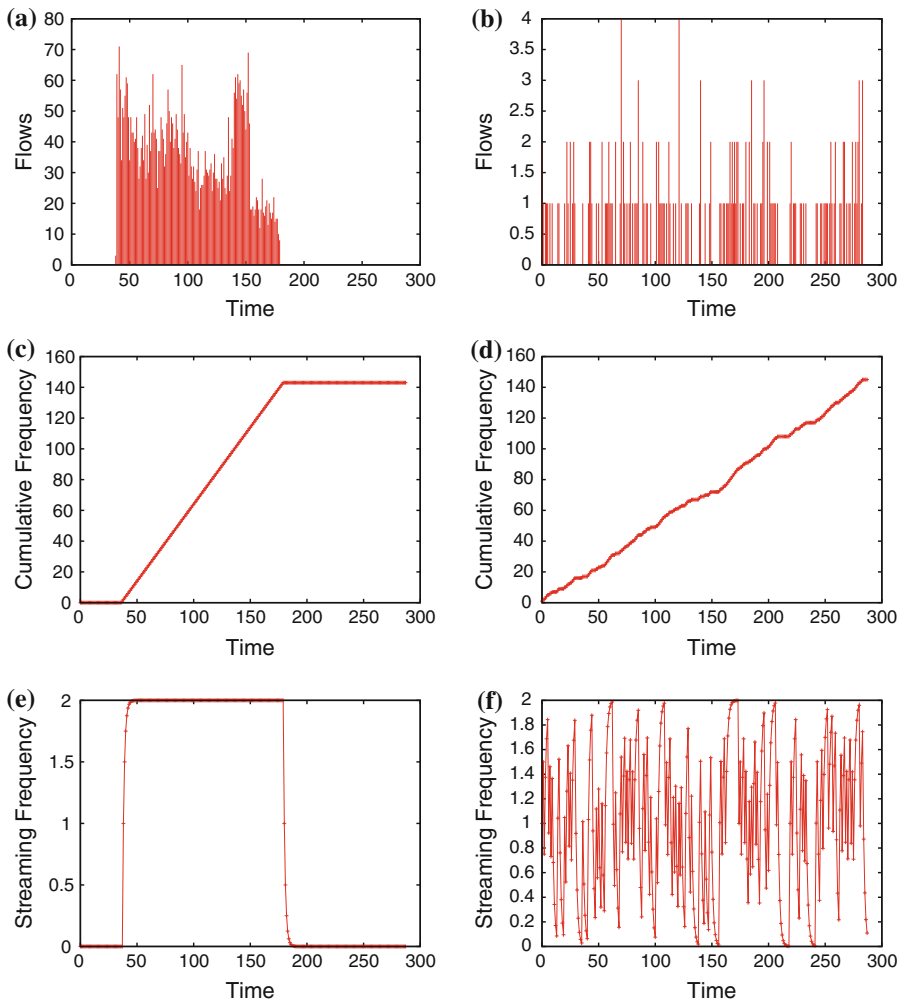 (a)
80
70
60
50
40
30
20
10
0
Flows
0 50 100 150 200 250 300
Time
(b)
4
3.5
3
2.5
2
1.5
1
0.5
0
Flows
0 50 100 150 200 250 300
Time
(c)
160
140
120
100
80
60
40
20
0
Cumulative Frequency
0 50 100 150 200 250 300
Time
(d)
160
140
120
100
80
60
40
20
0
Cumulative Frequency
0 50 100 150 200 250 300
Time
(e)
2
1.5
1
0.5
0
Streaming Frequency
0 50 100 150 200 250 300
Time
(f)
2
1.8
1.6
1.4
1.2
1
0.8
0.6
0.4
0.2
0
Streaming Frequency
0 50 100 150 200 250 300
Time